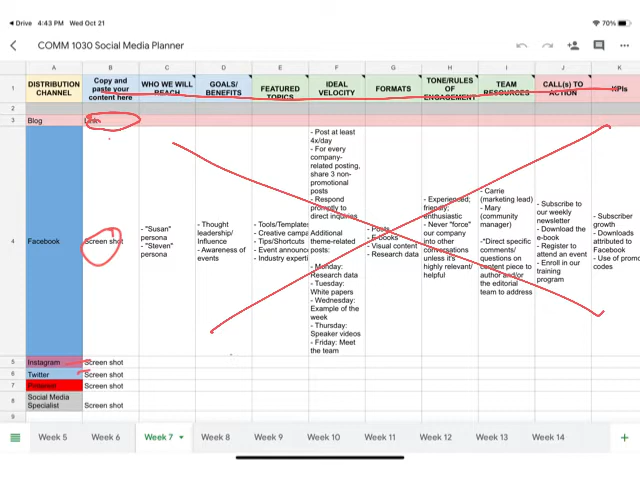 Drive 4:43 PM Wed Oct 21 70%
COMM 1030 Social Media Planner
A B C D E F G H I J K
1 DISTRIBUTION CHANNEL
Copy and paste your content here
WHO WE WILL REACH
GOALS/ BENEFITS
FEATURED TOPICS
IDEAL VELOCITY
FORMATS
TONE/RULES OF ENGAGEMENT
TEAM RESOURCES
CALL(s) TO ACTION
KPIs
2
3 Blog Link
4 Facebook Screen shot
- "Susan"
persona
- "Steven"
persona
- Thought
leadership/
Influence
- Awareness of
events
- Tools/Templates
- Creative campa
- Tips/Shortcuts
- Event announc
- Industry experti
- Post at least
4x/day
- For every
company-
related posting,
share 3 non-
promotional
posts
- Respond
promptly to
direct inquiries
Additional
theme-related
posts:
- Monday:
Research data
- Tuesday:
White papers
- Wednesday:
Example of the
week
- Thursday:
Speaker videos
- Friday: Meet
the team
- Posts
- E-books
- Visual content
- Research data
- Experienced;
friendly;
enthusiastic
- Never "force"
our company
into other
conversations
unless it's
highly relevant/
helpful
- Carrie
(marketing lead)
- Mary
(community
manager)
-*Direct specific
comments/
questions on
content piece to
author and/or
the editorial
team to address
- Subscribe to
our weekly
newsletter
- Download the
e-book
- Register to
attend an event
- Enroll in our
training
program
- Subscriber
growth
- Downloads
attributed to
Facebook
- Use of promo
codes
5 Instagram Screen shot
6 Twitter Screen shot
7 Pinterest Screen shot
8 Social Media
Specialist Screen shot
9
Week 5 Week 6 Week 7 Week 8 Week 9 Week 10 Week 11 Week 12 Week 13 Week 14